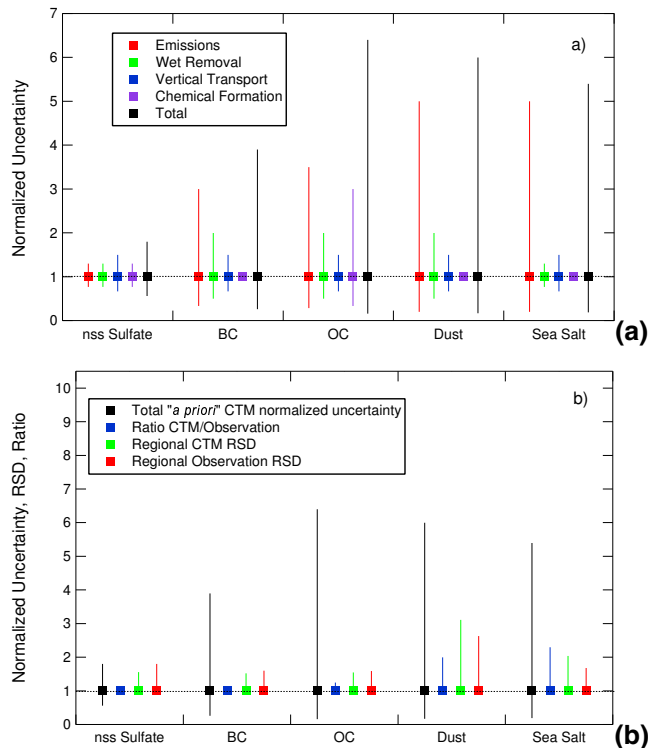 7
6
5
4
3
2
1
0
Normalized Uncertainty
Emissions
Wet Removal
Vertical Transport
Chemical Formation
Total
a)
nss Sulfate
BC
OC
Dust
Sea Salt
(a)
10
9
8
7
6
5
4
3
2
1
0
Normalized Uncertainty, RSD, Ratio
Total "a priori" CTM normalized uncertainty
Ratio CTM/Observation
Regional CTM RSD
Regional Observation RSD
b)
nss Sulfate
BC
OC
Dust
Sea Salt
(b)